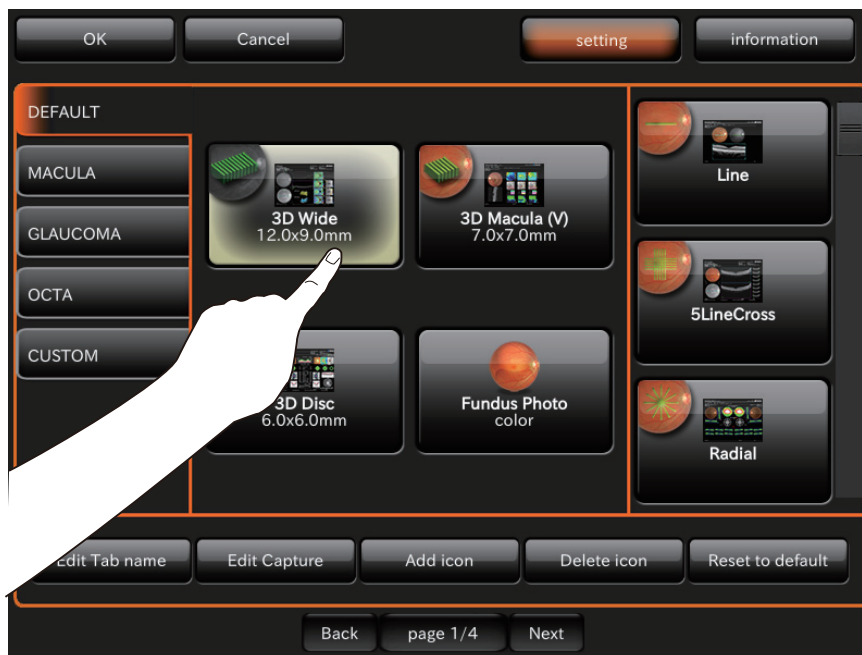 OK
Cancel
setting
information
DEFAULT
MACULA
GLAUCOMA
OCTA
CUSTOM
3D Wide
12.0x9.0mm
3D Macula (V)
7.0x7.0mm
3D Disc
6.0x6.0mm
Fundus Photo
color
Line
5LineCross
Radial
Edit Tab name
Edit Capture
Add icon
Delete icon
Reset to default
Back
page 1/4
Next